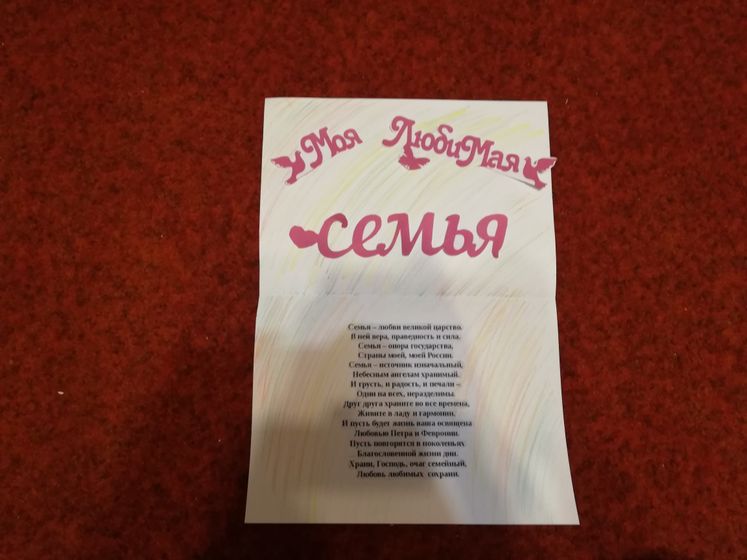 Моя ЛюбиМая
семья
Семья – любви великой царство.
В ней вера, праведность и сила.
Семья – опора государства,
Страны моей, моей России.
Семья – источник изначальный,
Небесным ангелам хранимый.
И грусть, и радость, и печали –
Одни на всех, неразделимы.
Друг друга храните во все времена,
Живите в ладу и гармонии.
И пусть будет жизнь ваша освящена
Любовью Петра и Февронии.
Пусть повторятся в поколеньях
Благословенной жизни дни.
Храни, Господь, очаг семейный,
Любовь любимых сохрани.